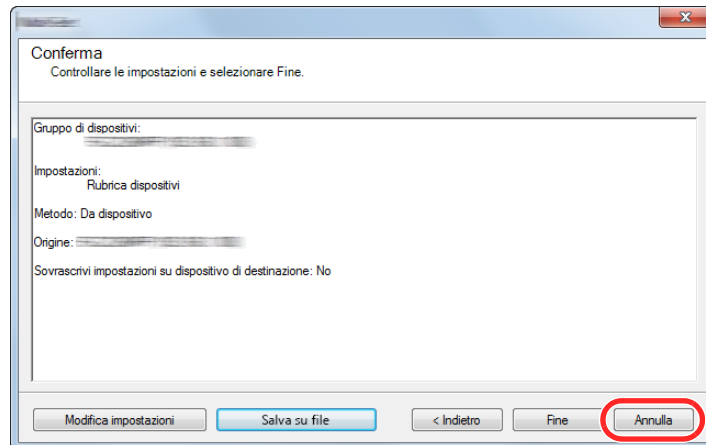 Conferma
Controllare le impostazioni e selezionare Fine.
Gruppo di dispositivi:
Impostazioni:
Rubrica dispositivi
Metodo: Da dispositivo
Origine:
Sovrascrivi impostazioni su dispositivo di destinazione: No
Modifica impostazioni
Salva su file
< Indietro
Fine
Annulla